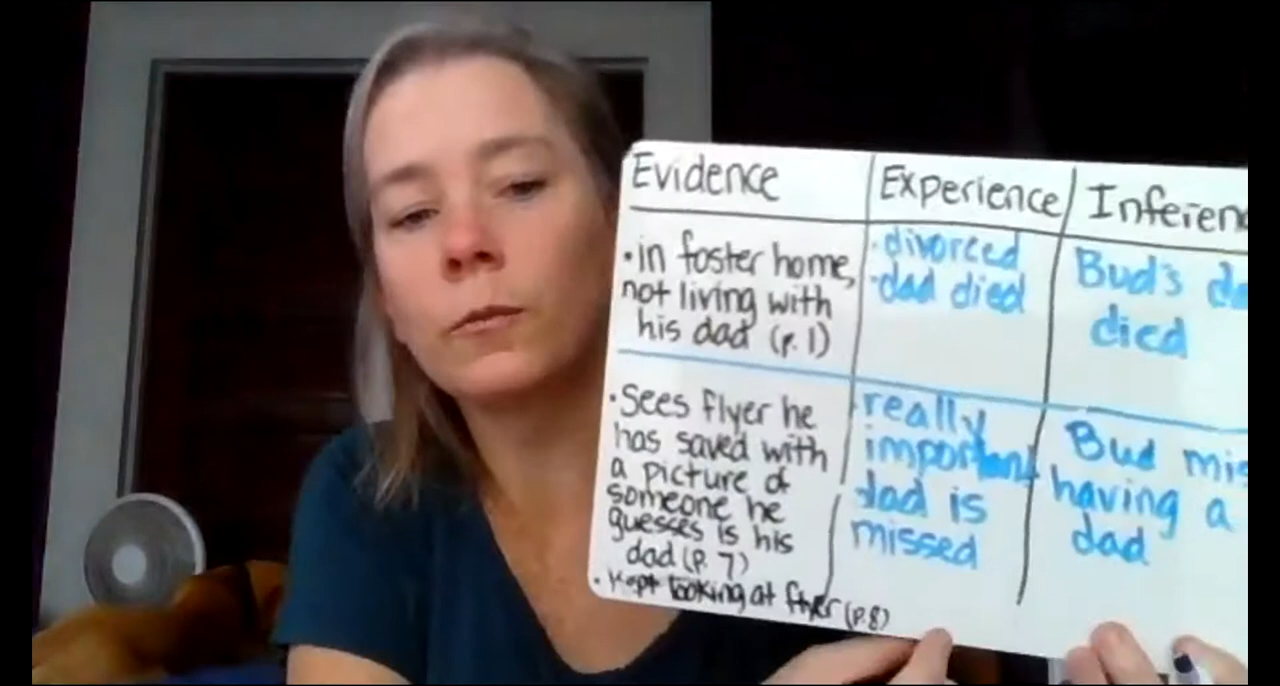 Evidence
Experience
Inferenc
• in foster home,
not living with
his dad (p. 1)
• divorced
• dad died
Bud's da
died
• Sees flyer he
has saved with
a picture of
someone he
guesses is his
dad (p. 7)
• Kept looking at flyer (p.8)
really
important
dad is
missed
Bud mis
having a
dad